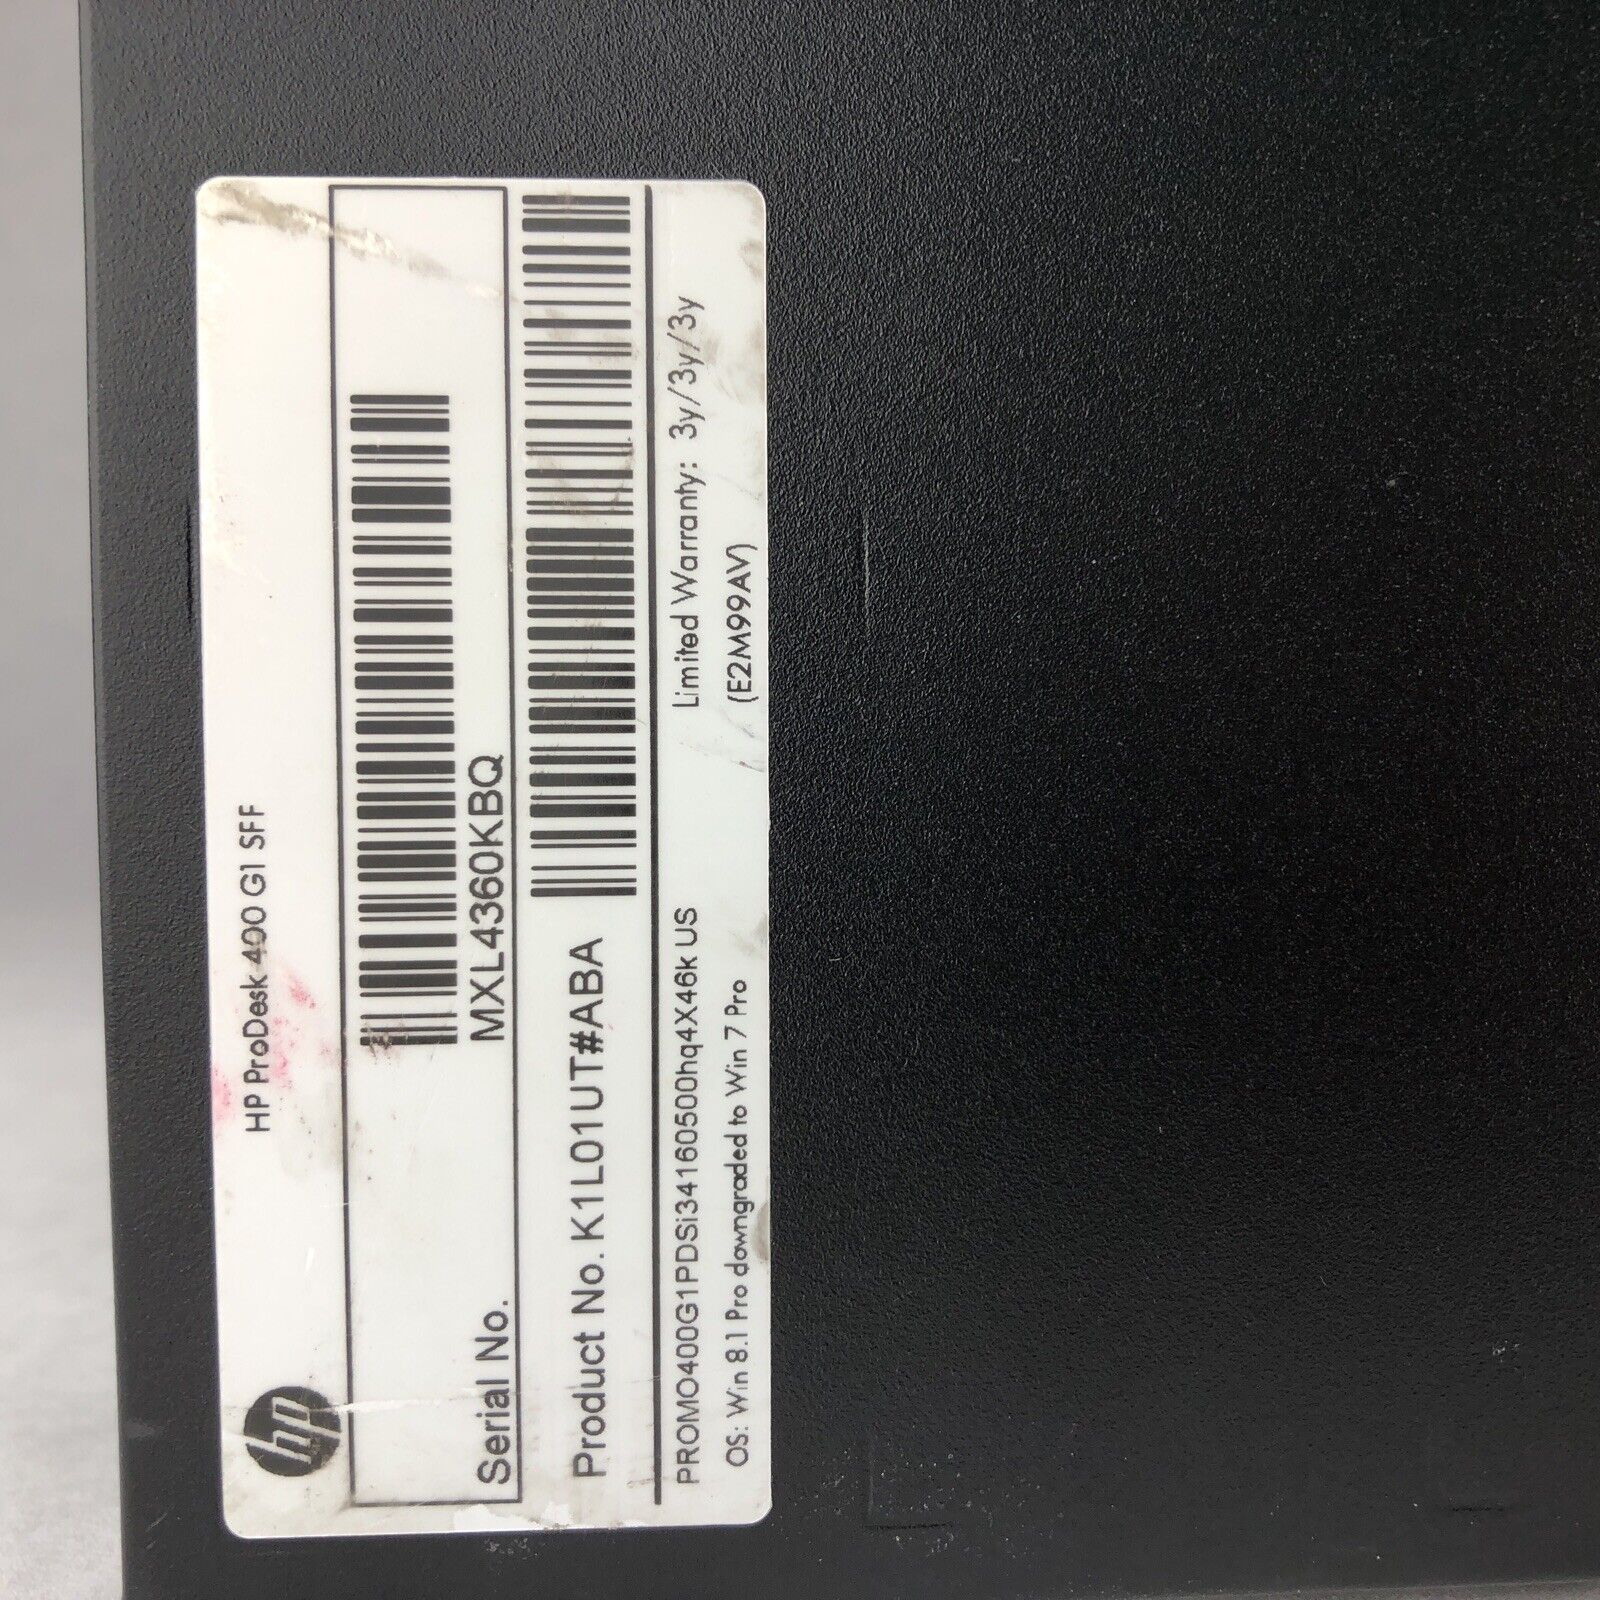 hp
HP ProDesk 400 G1 SFF
MXL4360KBQ
Serial No.
Product No. K1L01UT#ABA
PROMO400G1PDSi34160500hq4X46k US
Limited Warranty: 3y/3y/3y
OS: Win 8.1 Pro downgraded to Win 7 Pro
(E2M99AV)